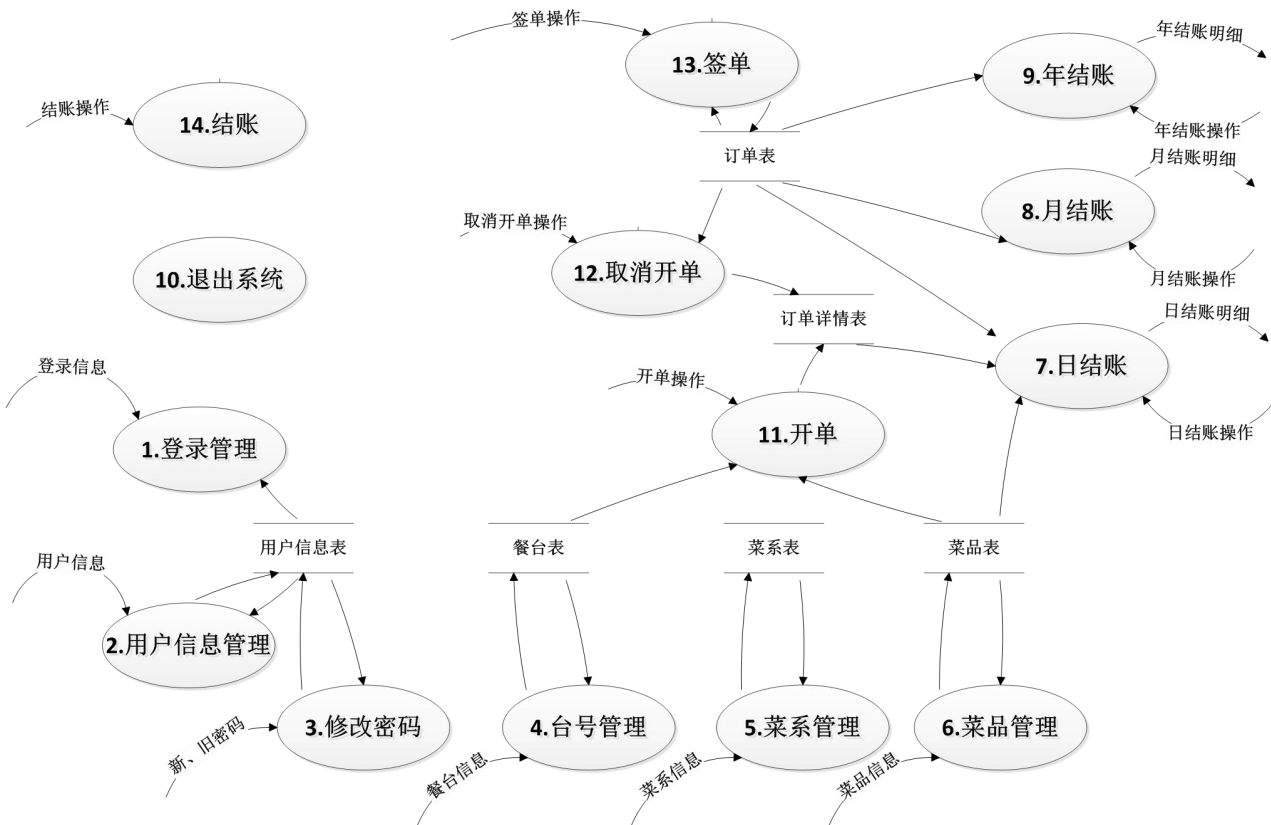 签单操作
年结账明细
13.签单
9.年结账
结账操作
14.结账
年结账操作
订单表
月结账明细
8.月结账
取消开单操作
12.取消开单
10.退出系统
月结账操作
订单详情表
日结账明细
登录信息
开单操作
7.日结账
1.登录管理
11.开单
日结账操作
用户信息表
餐台表
菜系表
菜品表
用户信息
2.用户信息管理
新、旧密码
3.修改密码
4.台号管理
5.菜系管理
6.菜品管理
餐台信息
菜系信息
菜品信息